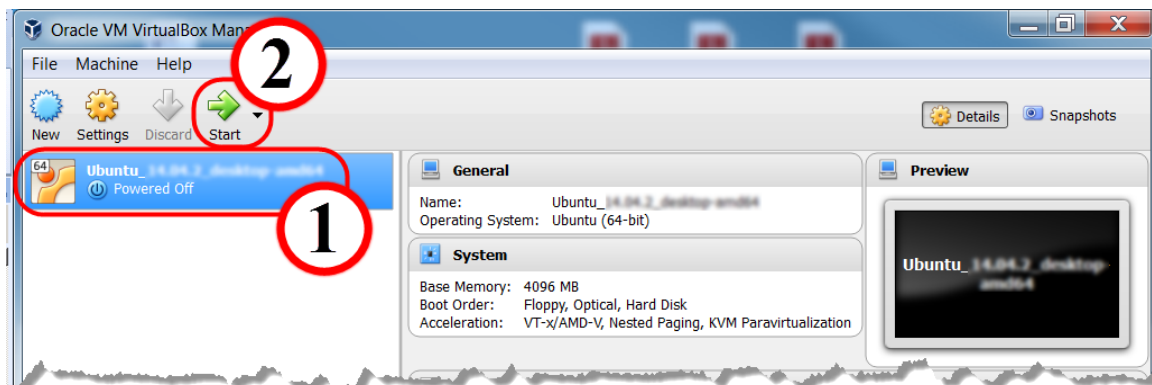 Oracle VM VirtualBox Man
File Machine Help
2
New Settings Discard Start
Details Snapshots
64
Ubuntu_
Powered Off
1
General
Name: Ubuntu_
Operating System: Ubuntu (64-bit)
System
Base Memory: 4096 MB
Boot Order: Floppy, Optical, Hard Disk
Acceleration: VT-x/AMD-V, Nested Paging, KVM Paravirtualization
Preview
Ubuntu_